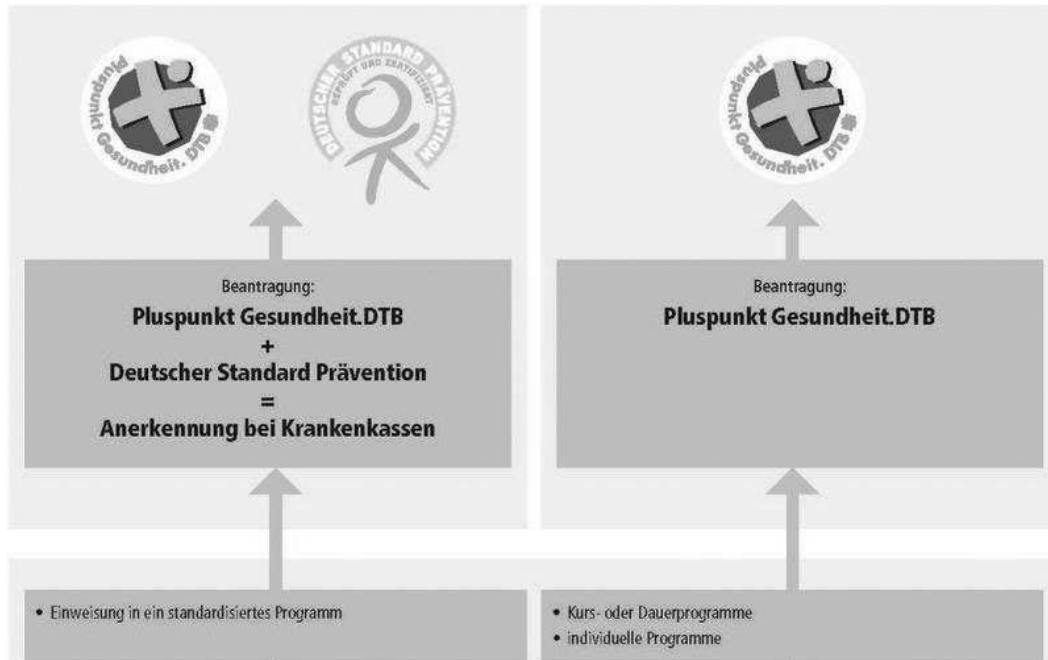 Pluspunkt Gesundheit. DTB
DEUTSCHER STANDARD PRÄVENTION
GEPRÜFT UND ZERTIFIZIERT
Pluspunkt Gesundheit. DTB
Beantragung:
Pluspunkt Gesundheit.DTB
+
Deutscher Standard Prävention
=
Anerkennung bei Krankenkassen
Beantragung:
Pluspunkt Gesundheit.DTB
• Einweisung in ein standardisiertes Programm
• Kurs- oder Dauerprogramme
• individuelle Programme